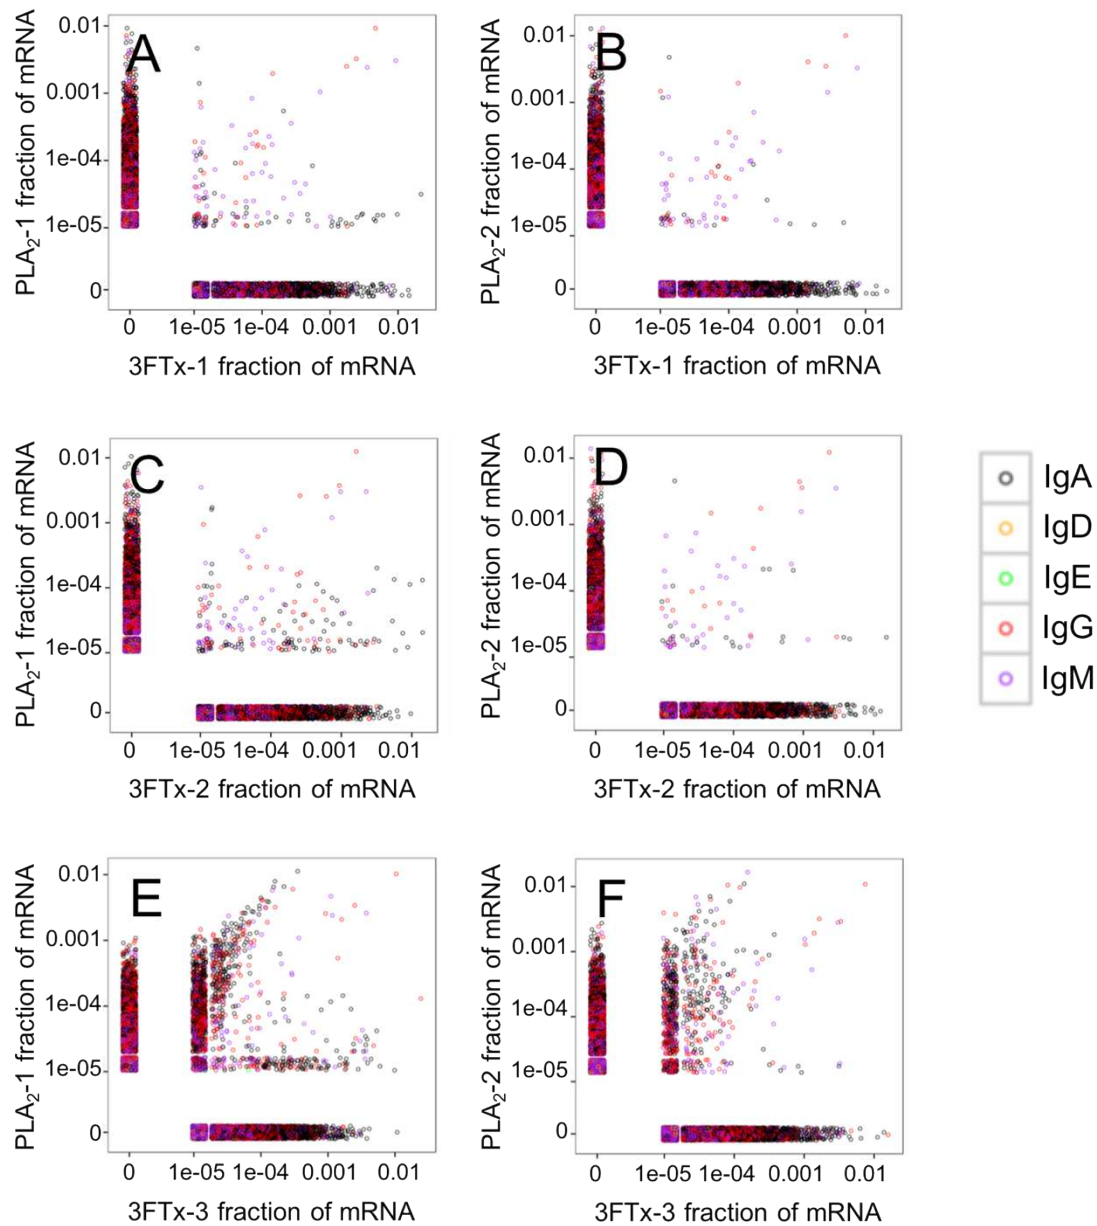 A
PLA₂-1 fraction of mRNA
0.01
0.001
1e-04
1e-05
0
0 1e-05 1e-04 0.001 0.01
3FTx-1 fraction of mRNA
B
PLA₂-2 fraction of mRNA
0.01
0.001
1e-04
1e-05
0
0 1e-05 1e-04 0.001 0.01
3FTx-1 fraction of mRNA
C
PLA₂-1 fraction of mRNA
0.01
0.001
1e-04
1e-05
0
0 1e-05 1e-04 0.001 0.01
3FTx-2 fraction of mRNA
D
PLA₂-2 fraction of mRNA
0.01
0.001
1e-04
1e-05
0
0 1e-05 1e-04 0.001 0.01
3FTx-2 fraction of mRNA
IgA
IgD
IgE
IgG
IgM
E
PLA₂-1 fraction of mRNA
0.01
0.001
1e-04
1e-05
0
0 1e-05 1e-04 0.001 0.01
3FTx-3 fraction of mRNA
F
PLA₂-2 fraction of mRNA
0.01
0.001
1e-04
1e-05
0
0 1e-05 1e-04 0.001 0.01
3FTx-3 fraction of mRNA